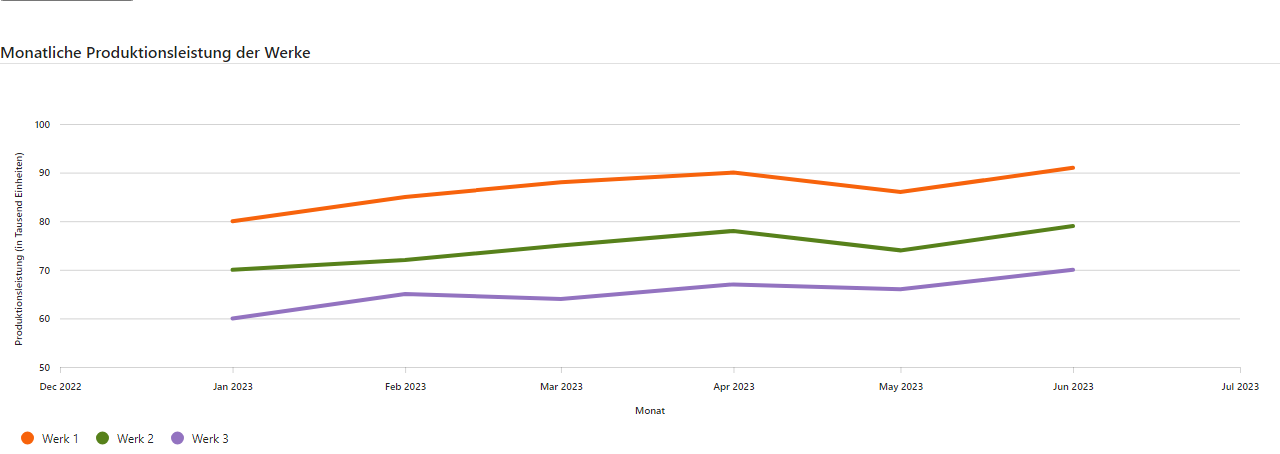 Monatliche Produktionsleistung der Werke
Produktionsleistung (in Tausend Einheiten)
100
90
80
70
60
50
Dec 2022 Jan 2023 Feb 2023 Mar 2023 Apr 2023 May 2023 Jun 2023 Jul 2023
Monat
Werk 1 Werk 2 Werk 3